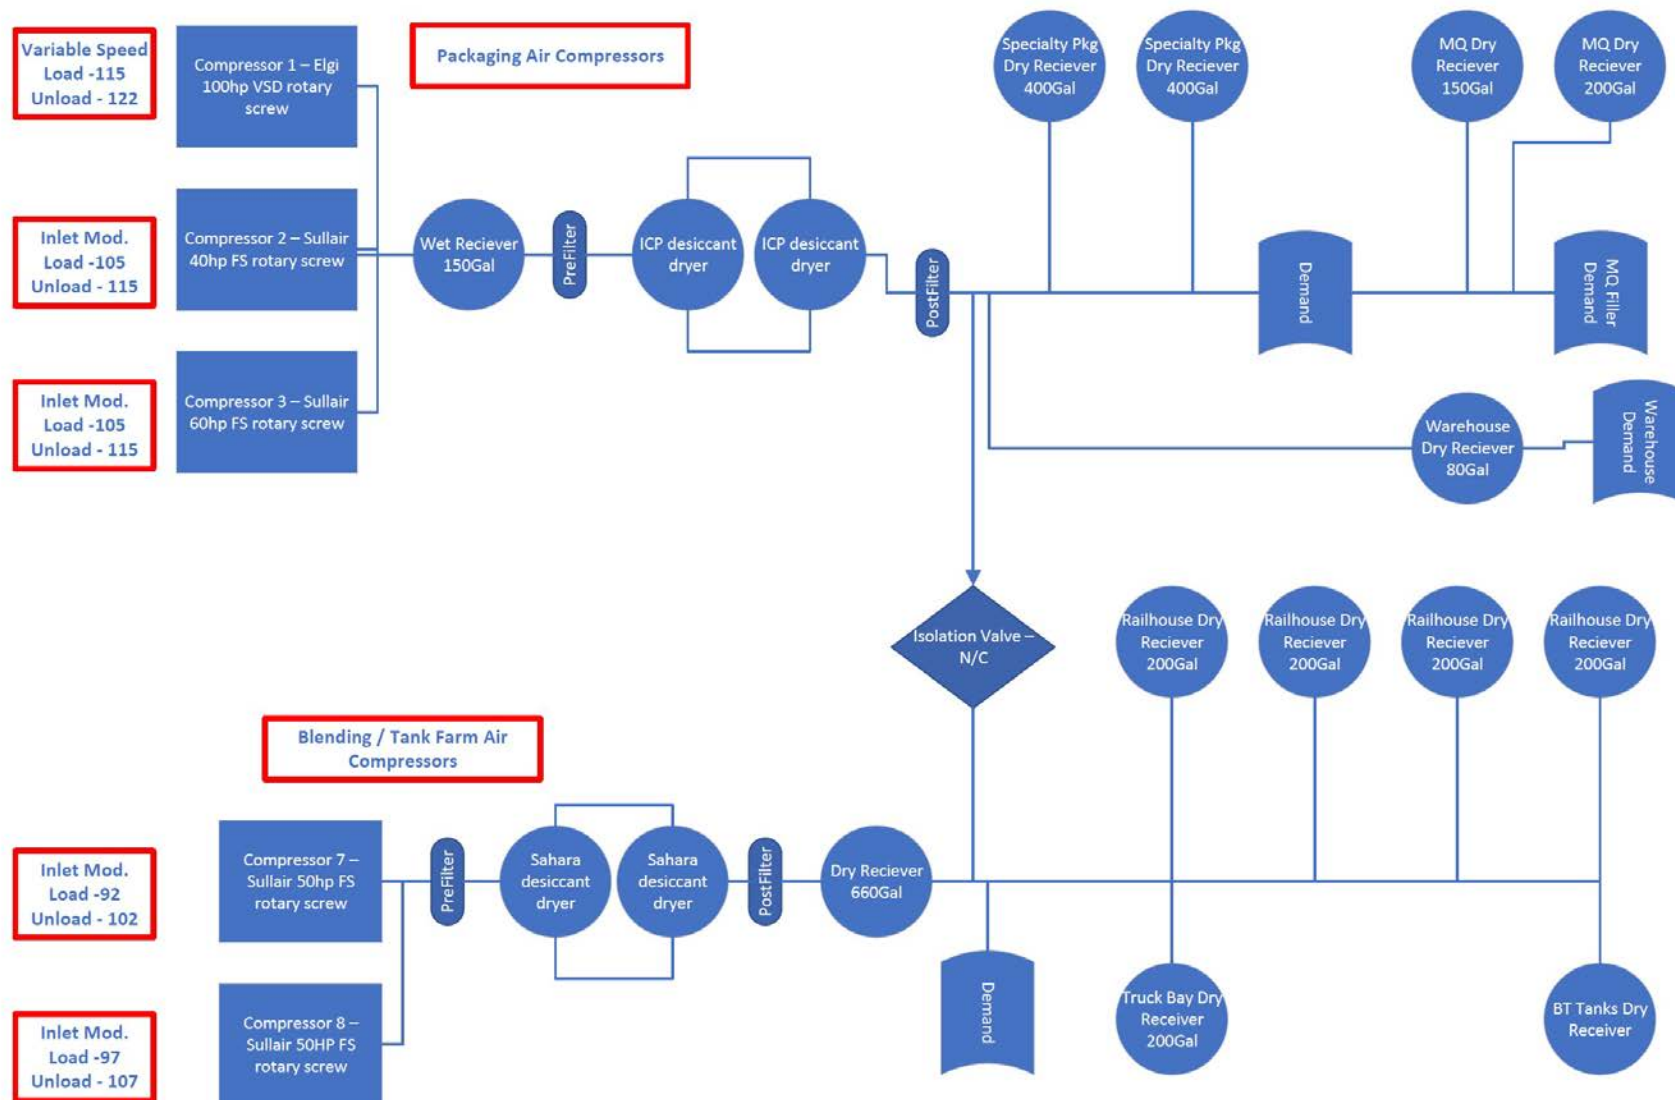 Variable Speed
Load -115
Unload - 122
Compressor 1 – Elgi
100hp VSD rotary
screw
Packaging Air Compressors
Specialty Pkg
Dry Reciever
400Gal
Specialty Pkg
Dry Reciever
400Gal
MQ Dry
Reciever
150Gal
MQ Dry
Reciever
200Gal
Inlet Mod.
Load -105
Unload - 115
Compressor 2 – Sullair
40hp FS rotary screw
Wet Reciever
150Gal
PreFilter
ICP desiccant
dryer
ICP desiccant
dryer
PostFilter
Demand
MQ Filler
Demand
Inlet Mod.
Load -105
Unload - 115
Compressor 3 – Sullair
60hp FS rotary screw
Warehouse
Dry Reciever
80Gal
Warehouse
Demand
Isolation Valve –
N/C
Railhouse Dry
Reciever
200Gal
Railhouse Dry
Reciever
200Gal
Railhouse Dry
Reciever
200Gal
Railhouse Dry
Reciever
200Gal
Blending / Tank Farm Air
Compressors
Inlet Mod.
Load -92
Unload - 102
Compressor 7 –
Sullair 50hp FS
rotary screw
PreFilter
Sahara
desiccant
dryer
Sahara
desiccant
dryer
PostFilter
Dry Reciever
660Gal
Inlet Mod.
Load -97
Unload - 107
Compressor 8 –
Sullair 50HP FS
rotary screw
Demand
Truck Bay Dry
Receiver
200Gal
BT Tanks Dry
Receiver